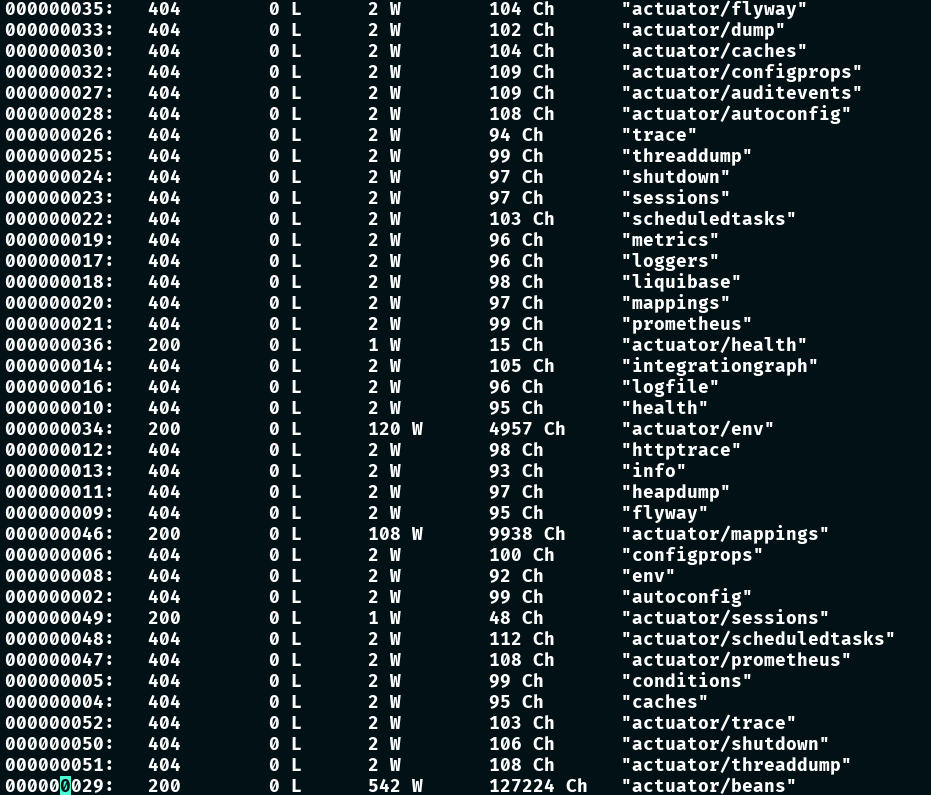 000000035:   404        0 L      2 W        104 Ch      "actuator/flyway"
000000033:   404        0 L      2 W        102 Ch      "actuator/dump"
000000030:   404        0 L      2 W        104 Ch      "actuator/caches"
000000032:   404        0 L      2 W        109 Ch      "actuator/configprops"
000000027:   404        0 L      2 W        109 Ch      "actuator/auditevents"
000000028:   404        0 L      2 W        108 Ch      "actuator/autoconfig"
000000026:   404        0 L      2 W        94 Ch       "trace"
000000025:   404        0 L      2 W        99 Ch       "threaddump"
000000024:   404        0 L      2 W        97 Ch       "shutdown"
000000023:   404        0 L      2 W        97 Ch       "sessions"
000000022:   404        0 L      2 W        103 Ch      "scheduledtasks"
000000019:   404        0 L      2 W        96 Ch       "metrics"
000000017:   404        0 L      2 W        96 Ch       "loggers"
000000018:   404        0 L      2 W        98 Ch       "liquibase"
000000020:   404        0 L      2 W        97 Ch       "mappings"
000000021:   404        0 L      2 W        99 Ch       "prometheus"
000000036:   200        0 L      1 W        15 Ch       "actuator/health"
000000014:   404        0 L      2 W        105 Ch      "integrationgraph"
000000016:   404        0 L      2 W        96 Ch       "logfile"
000000010:   404        0 L      2 W        95 Ch       "health"
000000034:   200        0 L      120 W      4957 Ch     "actuator/env"
000000012:   404        0 L      2 W        98 Ch       "httptrace"
000000013:   404        0 L      2 W        93 Ch       "info"
000000011:   404        0 L      2 W        97 Ch       "heapdump"
000000009:   404        0 L      2 W        95 Ch       "flyway"
000000046:   200        0 L      108 W      9938 Ch     "actuator/mappings"
000000006:   404        0 L      2 W        100 Ch      "configprops"
000000008:   404        0 L      2 W        92 Ch       "env"
000000002:   404        0 L      2 W        99 Ch       "autoconfig"
000000049:   200        0 L      1 W        48 Ch       "actuator/sessions"
000000048:   404        0 L      2 W        112 Ch      "actuator/scheduledtasks"
000000047:   404        0 L      2 W        108 Ch      "actuator/prometheus"
000000005:   404        0 L      2 W        99 Ch       "conditions"
000000004:   404        0 L      2 W        95 Ch       "caches"
000000052:   404        0 L      2 W        103 Ch      "actuator/trace"
000000050:   404        0 L      2 W        106 Ch      "actuator/shutdown"
000000051:   404        0 L      2 W        108 Ch      "actuator/threaddump"
000000029:   200        0 L      542 W      127224 Ch   "actuator/beans"